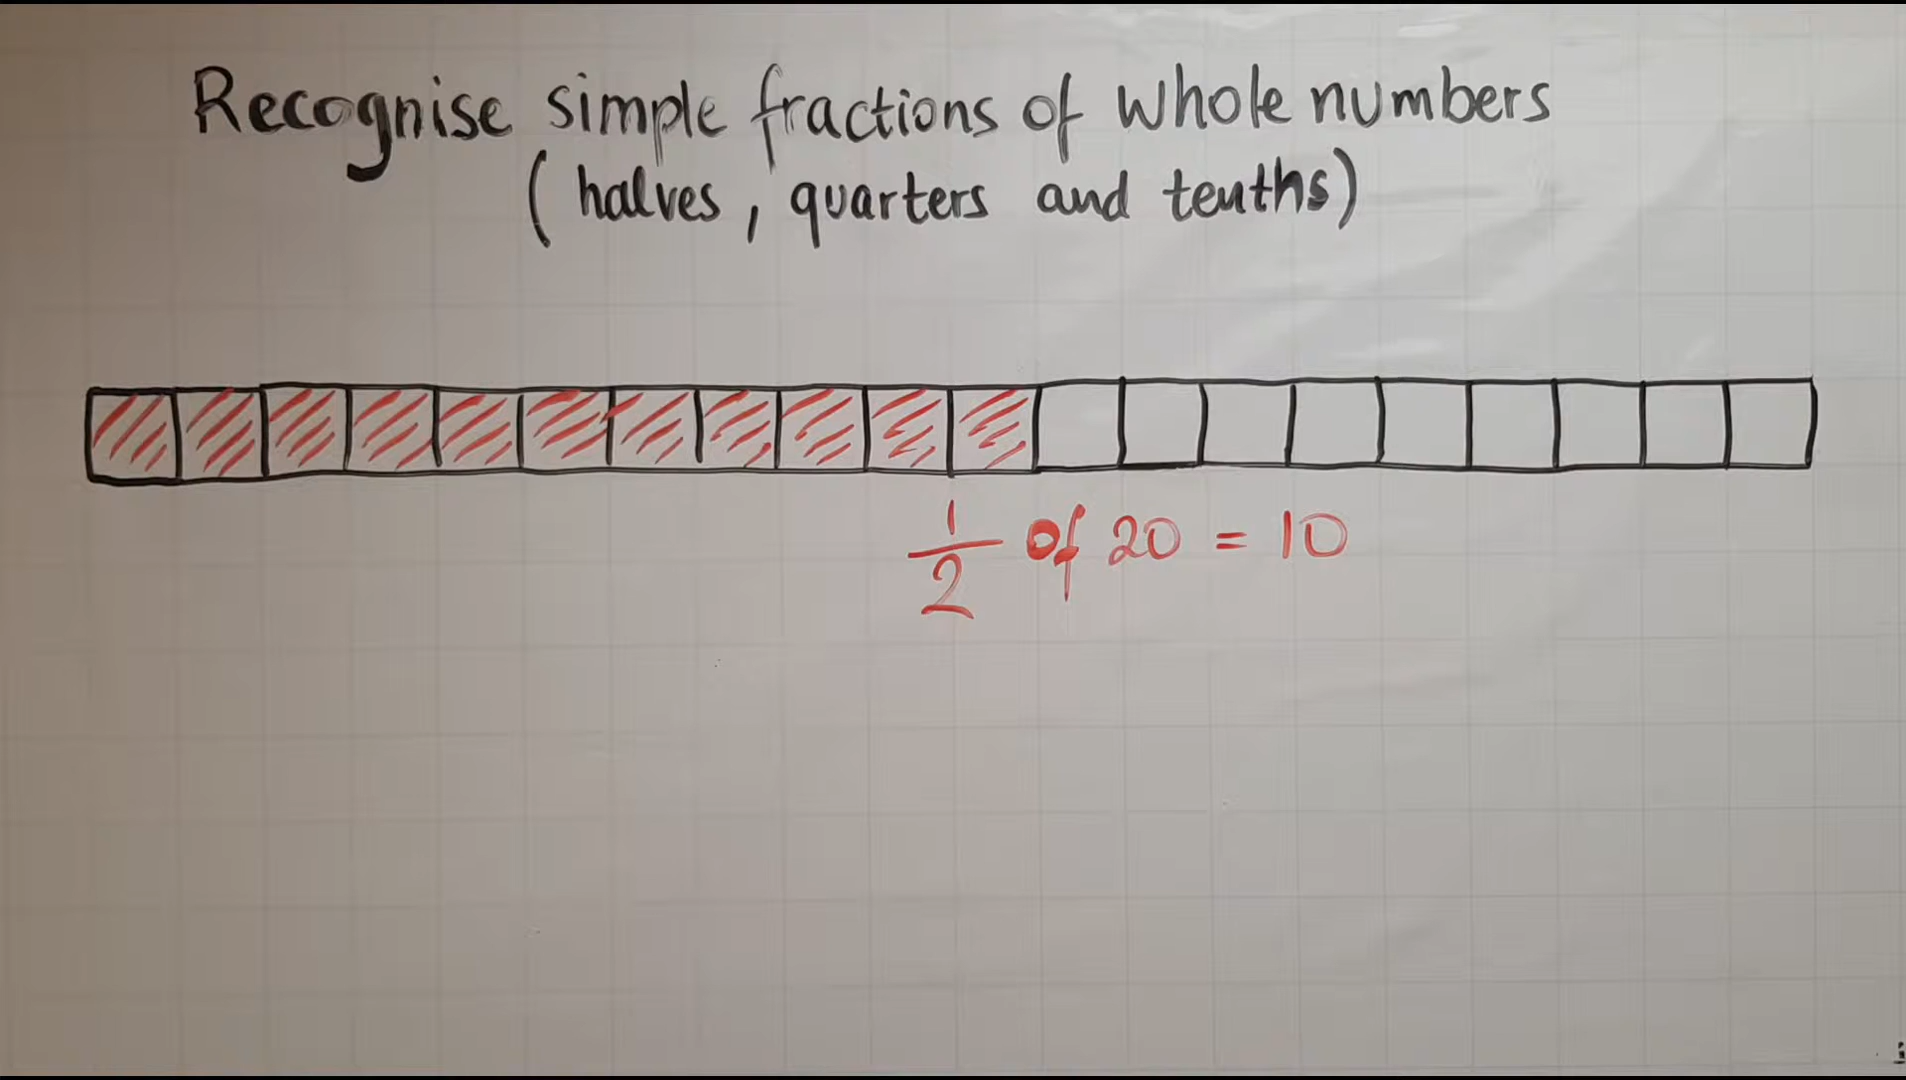 Recognise simple fractions of whole numbers
(halves, quarters and tenths)
1/2 of 20 = 10